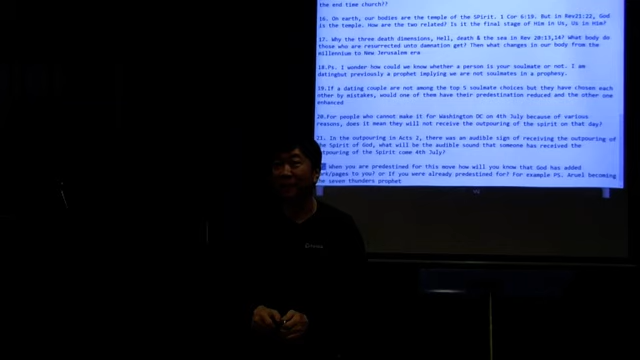 the end time church??
16. On earth, our bodies are the temple of the SPirit. 1 Cor 6:19. But in Rev21:22, God
is the temple. How are the two related? Is it the final stage of Him in Us, Us in Him?
17. Why the three death dimensions, Hell, death & the sea in Rev 20:13,14? What body do
those who are resurrected unto damnation get? Then what changes in our body from the
millennium to New Jerusalem era
18.Ps. I wonder how could we know whether a person is your soulmate or not. I am
datingbut previously a prophet implying we are not soulmates in a prophesy.
19.If a dating couple are not among the top 5 soulmate choices but they have chosen each
other by mistakes, would one of them have their predestination reduced and the other one
enhanced
20.For people who cannot make it for Washington DC on 4th July because of various
reasons, does it mean they will not receive the outpouring of the spirit on that day?
21. In the outpouring in Acts 2, there was an audible sign of receiving the outpouring of
the Spirit of God, what will be the audible sound that someone has received the
outpouring of the Spirit come 4th July?
When you are predestined for this move how will you know that God has added
/pages to you? or If you were already predestined for? For example PS. Aruel becoming
seven thunders prophet